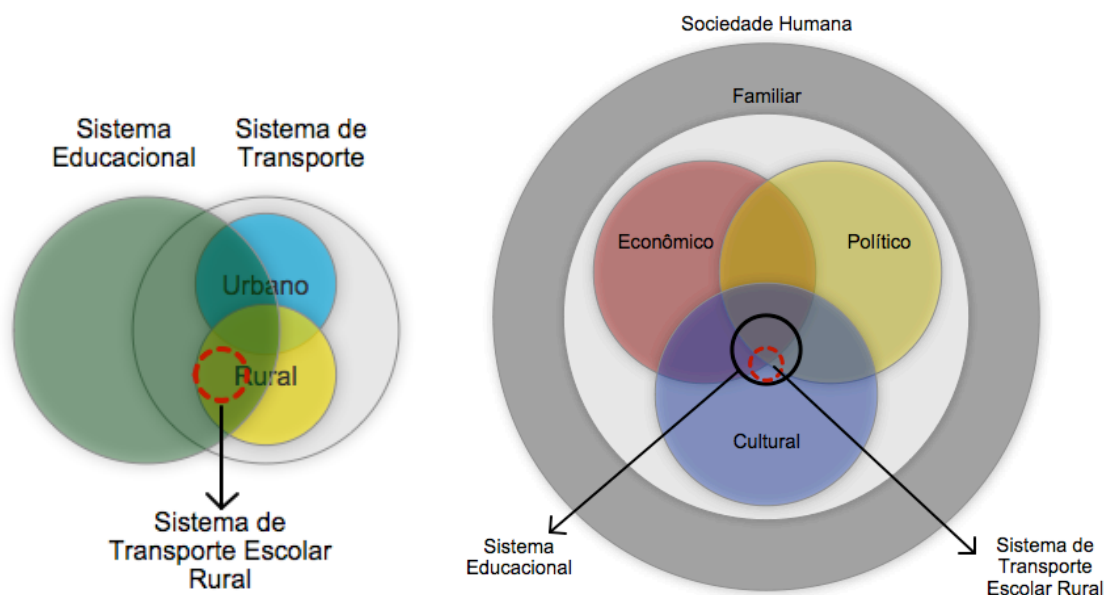 Sistema
Educacional
Sistema de
Transporte
Urbano
Rural
Sistema de
Transporte Escolar
Rural
Sociedade Humana
Familiar
Econômico
Político
Cultural
Sistema
Educacional
Sistema de
Transporte
Escolar Rural